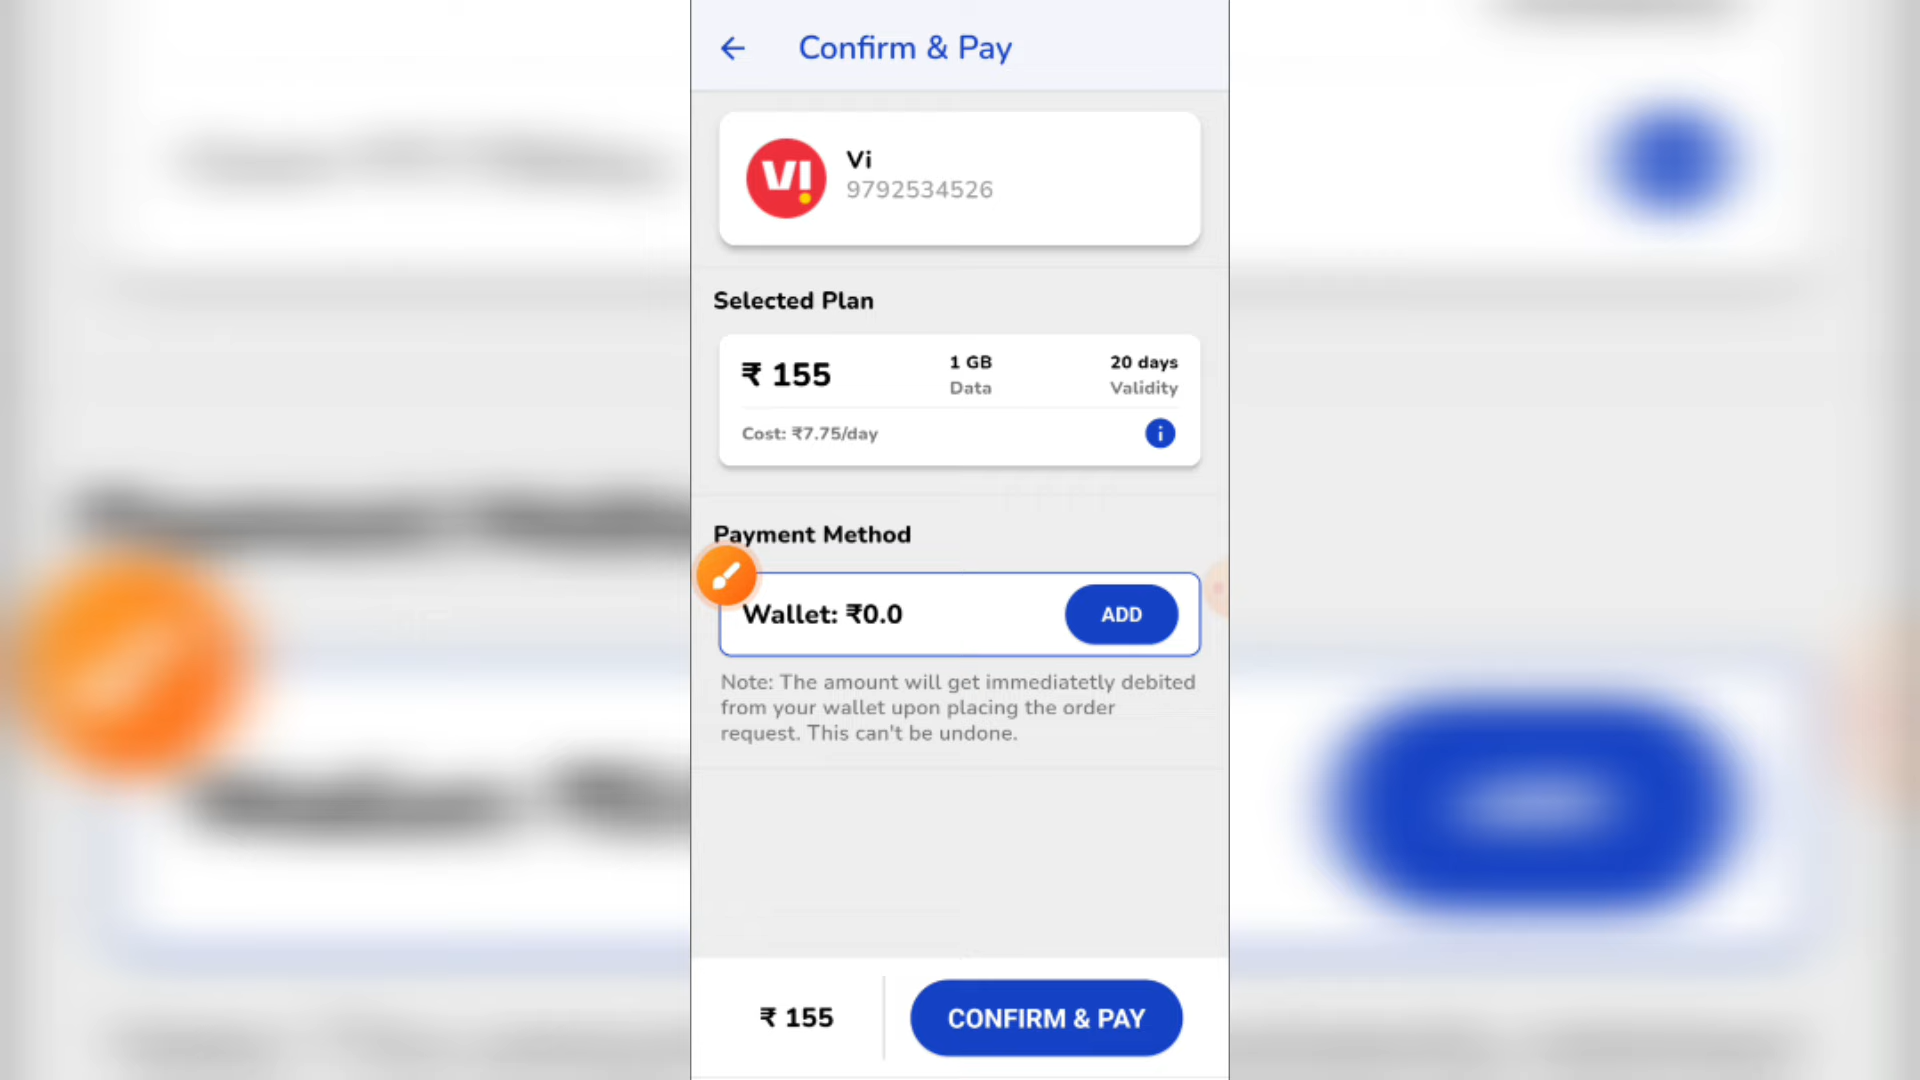 Confirm & Pay
VI
Vi
9792534526
Selected Plan
₹ 155
1 GB
Data
20 days
Validity
Cost: ₹7.75/day
i
Payment Method
Wallet: ₹0.0
ADD
Note: The amount will get immediatetly debited
from your wallet upon placing the order
request. This can't be undone.
₹ 155
CONFIRM & PAY